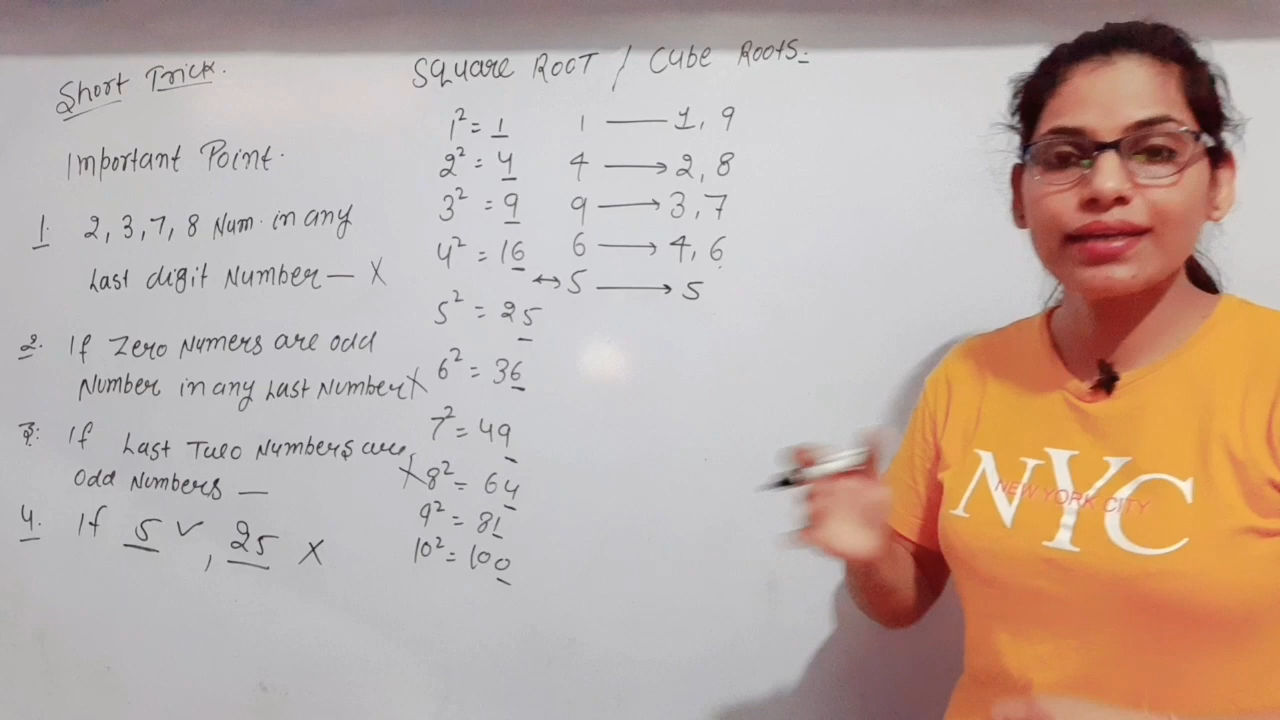 Short Trick.
Square Root / Cube Roots.
Important Point.
1. 2, 3, 7, 8 Num. in any
Last digit Number — X
2. If Zero Numers are odd
Number in any Last Number X
3. If Last Two Numbers are
Odd Numbers — X
4. If 5 ✓, 25 X
1² = 1
2² = 4
3² = 9
4² = 16
5² = 25
6² = 36
7² = 49
8² = 64
9² = 81
10² = 100
1 — 1, 9
4 → 2, 8
9 → 3, 7
6 → 4, 6
↔ 5 → 5
NYC
NEW YORK CITY